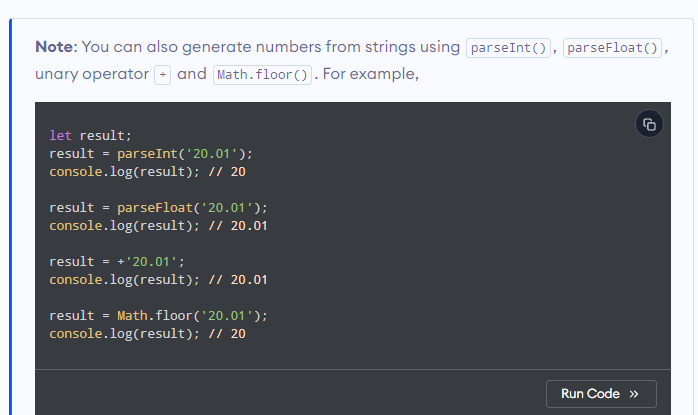 Note: You can also generate numbers from strings using parseInt(), parseFloat(),
unary operator + and Math.floor(). For example,
let result;
result = parseInt('20.01');
console.log(result); // 20
result = parseFloat('20.01');
console.log(result); // 20.01
result = +'20.01';
console.log(result); // 20.01
result = Math.floor('20.01');
console.log(result); // 20
Run Code »